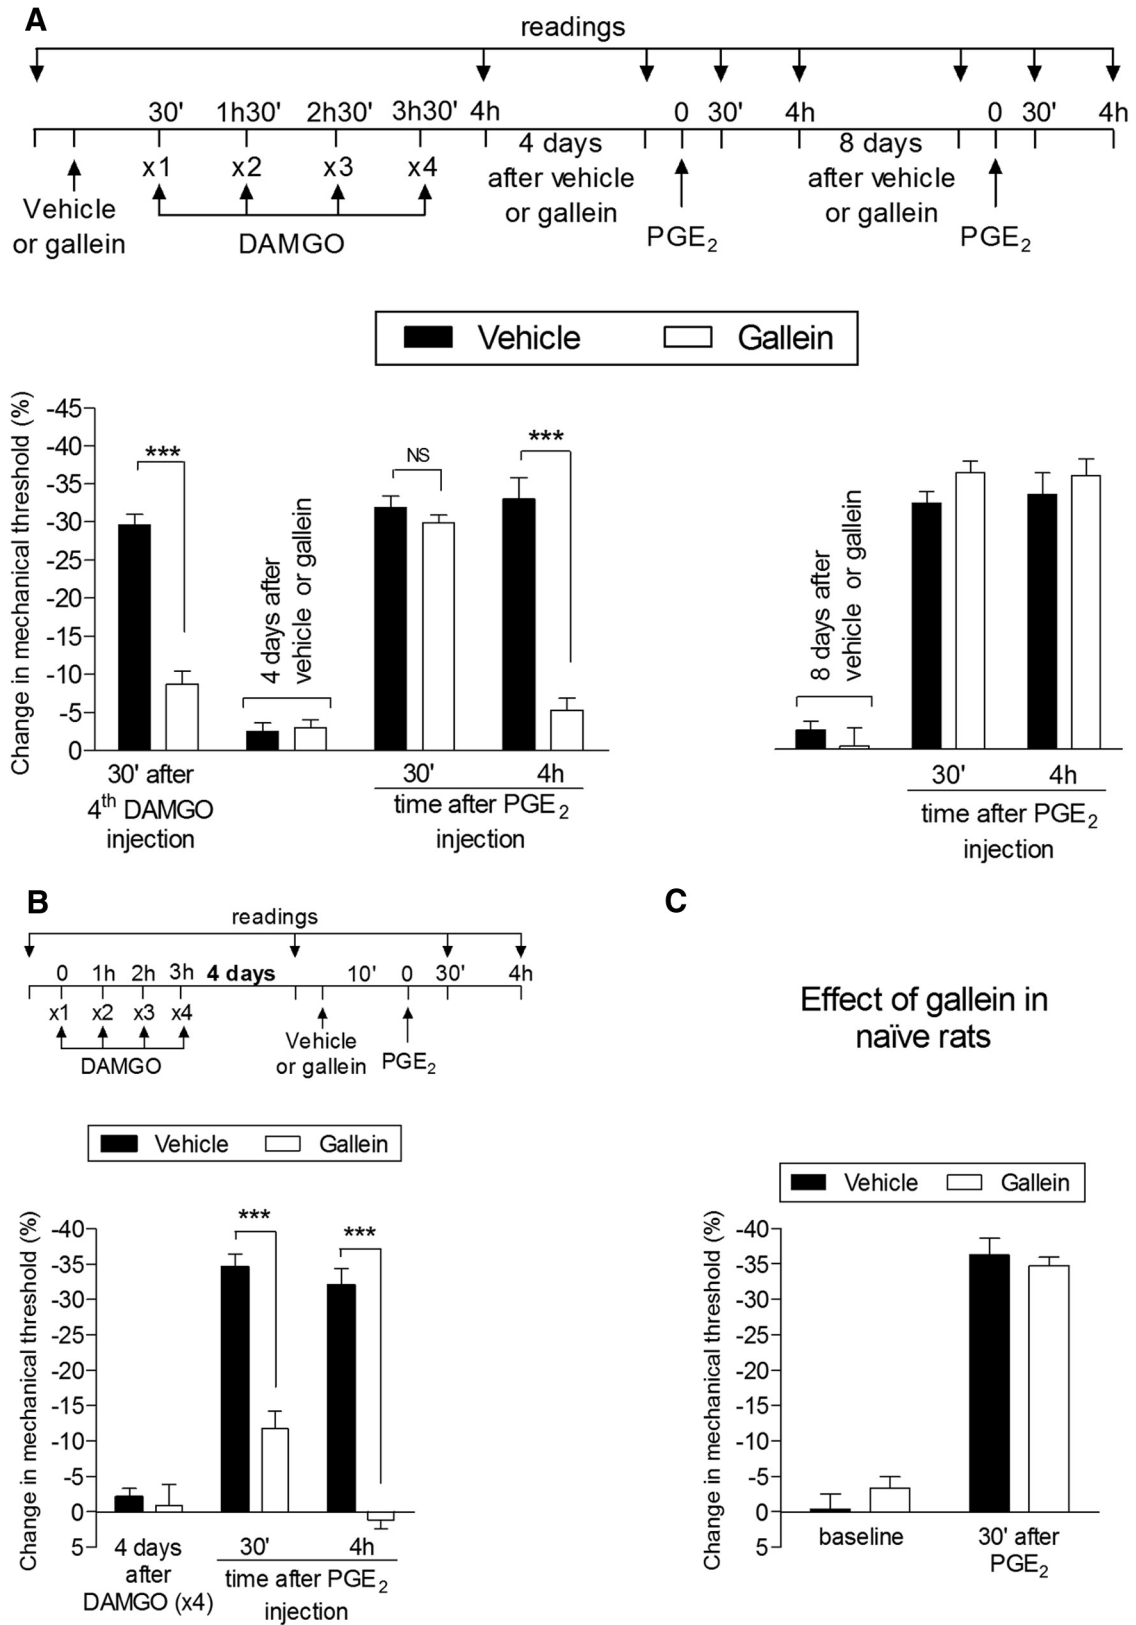 A
readings
30' 1h30' 2h30' 3h30' 4h 0 30' 4h 0 30' 4h
x1 x2 x3 x4
4 days
after vehicle
or gallein
8 days
after vehicle
or gallein
Vehicle
or gallein
DAMGO
PGE2
PGE2
Vehicle Gallein
Change in mechanical threshold (%)
-45
-40
-35
-30
-25
-20
-15
-10
-5
0
***
4 days after
vehicle or gallein
NS
***
8 days after
vehicle or gallein
30' after
4th DAMGO
injection
30' 4h
time after PGE2
injection
30' 4h
time after PGE2
injection
B
readings
0 1h 2h 3h 4 days 10' 0 30' 4h
x1 x2 x3 x4
DAMGO
Vehicle
or gallein
PGE2
Vehicle Gallein
Change in mechanical threshold (%)
-40
-35
-30
-25
-20
-15
-10
-5
0
5
***
***
4 days
after
DAMGO (x4)
30' 4h
time after PGE2
injection
C
Effect of gallein in
naïve rats
Vehicle Gallein
Change in mechanical threshold (%)
-40
-35
-30
-25
-20
-15
-10
-5
0
5
baseline
30' after
PGE2